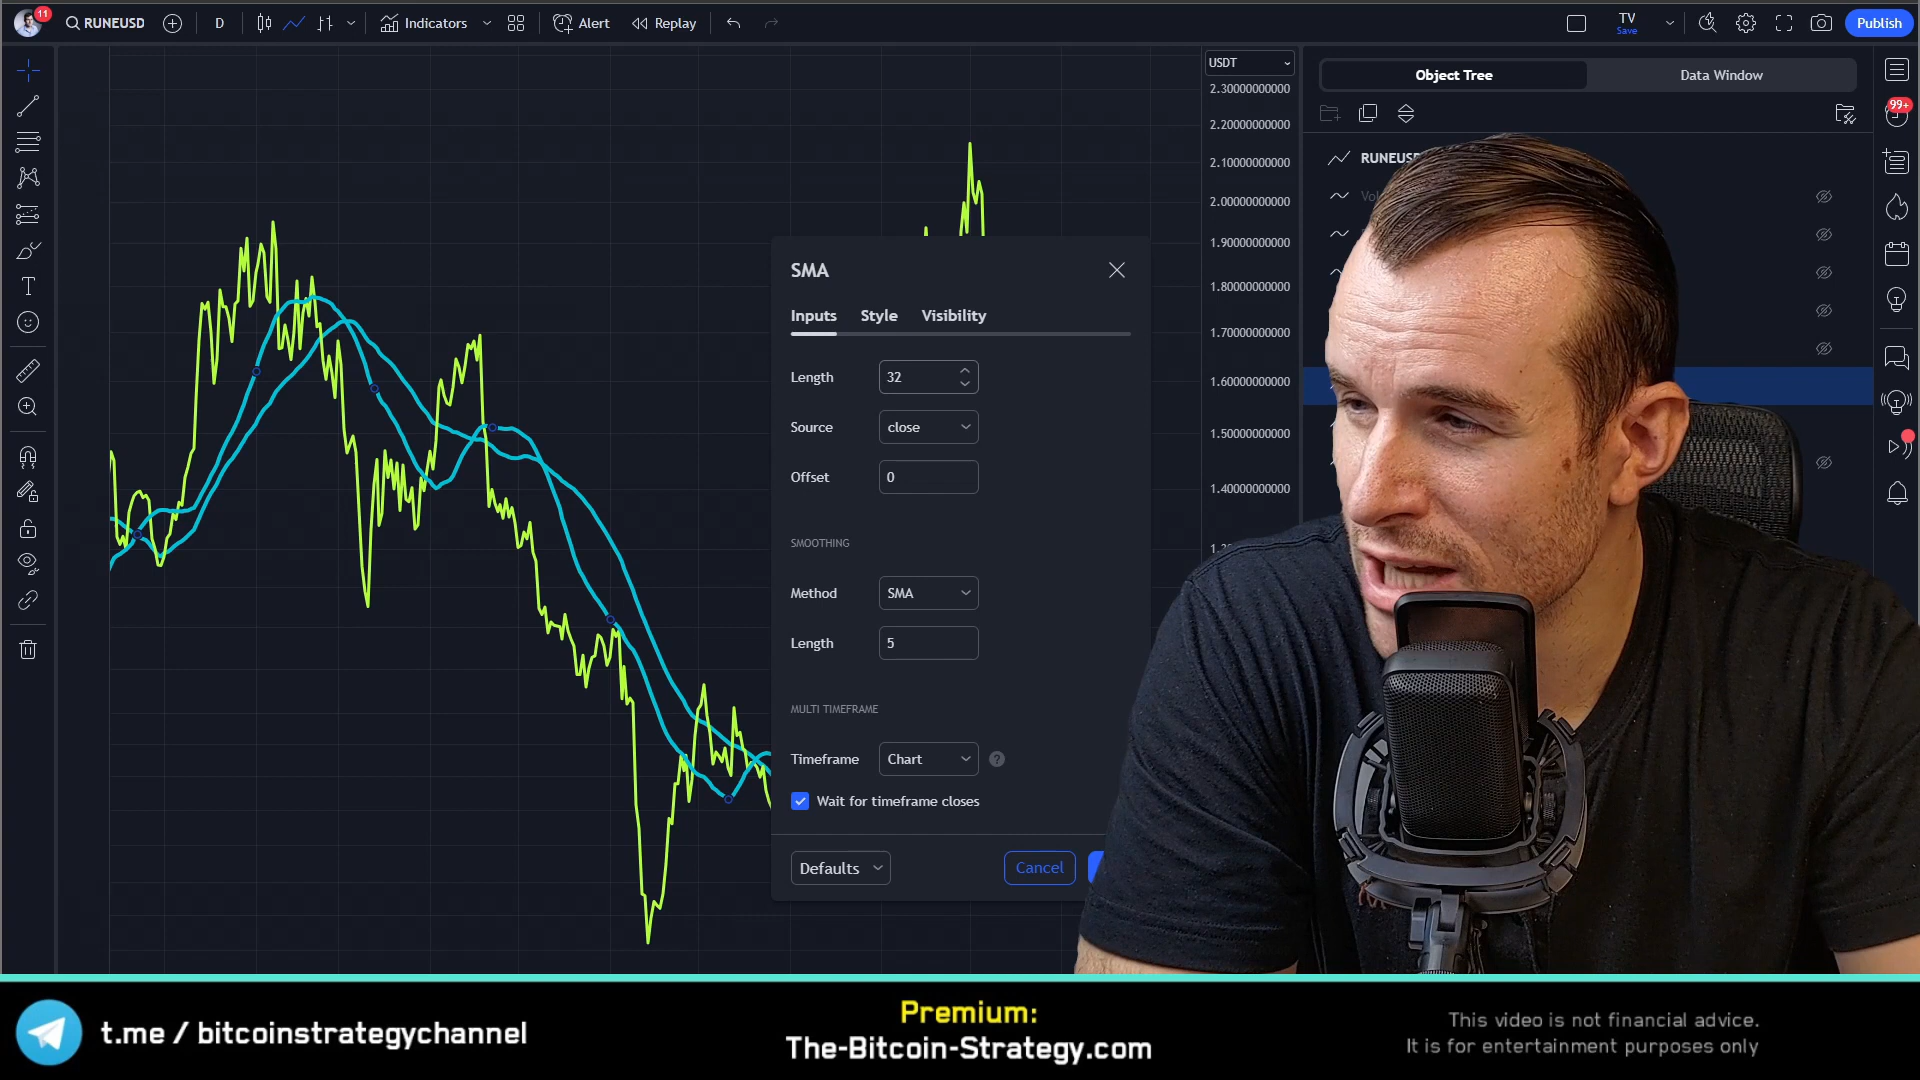 11
RUNEUSD
D
Indicators
Alert
Replay
TV
Save
Publish
USDT
2.30000000000
2.20000000000
2.10000000000
2.00000000000
1.90000000000
1.80000000000
1.70000000000
1.60000000000
1.50000000000
1.40000000000
Object Tree
Data Window
99+
SMA
Inputs
Style
Visibility
Length
32
Source
close
Offset
0
SMOOTHING
Method
SMA
Length
5
MULTI TIMEFRAME
Timeframe
Chart
?
Wait for timeframe closes
Defaults
Cancel
t.me / bitcoinstrategychannel
Premium:
The-Bitcoin-Strategy.com
This video is not financial advice.
It is for entertainment purposes only